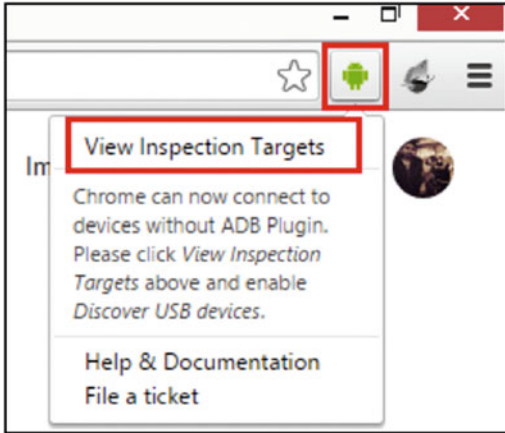 Im
View Inspection Targets
Chrome can now connect to
devices without ADB Plugin.
Please click View Inspection
Targets above and enable
Discover USB devices.
Help & Documentation
File a ticket